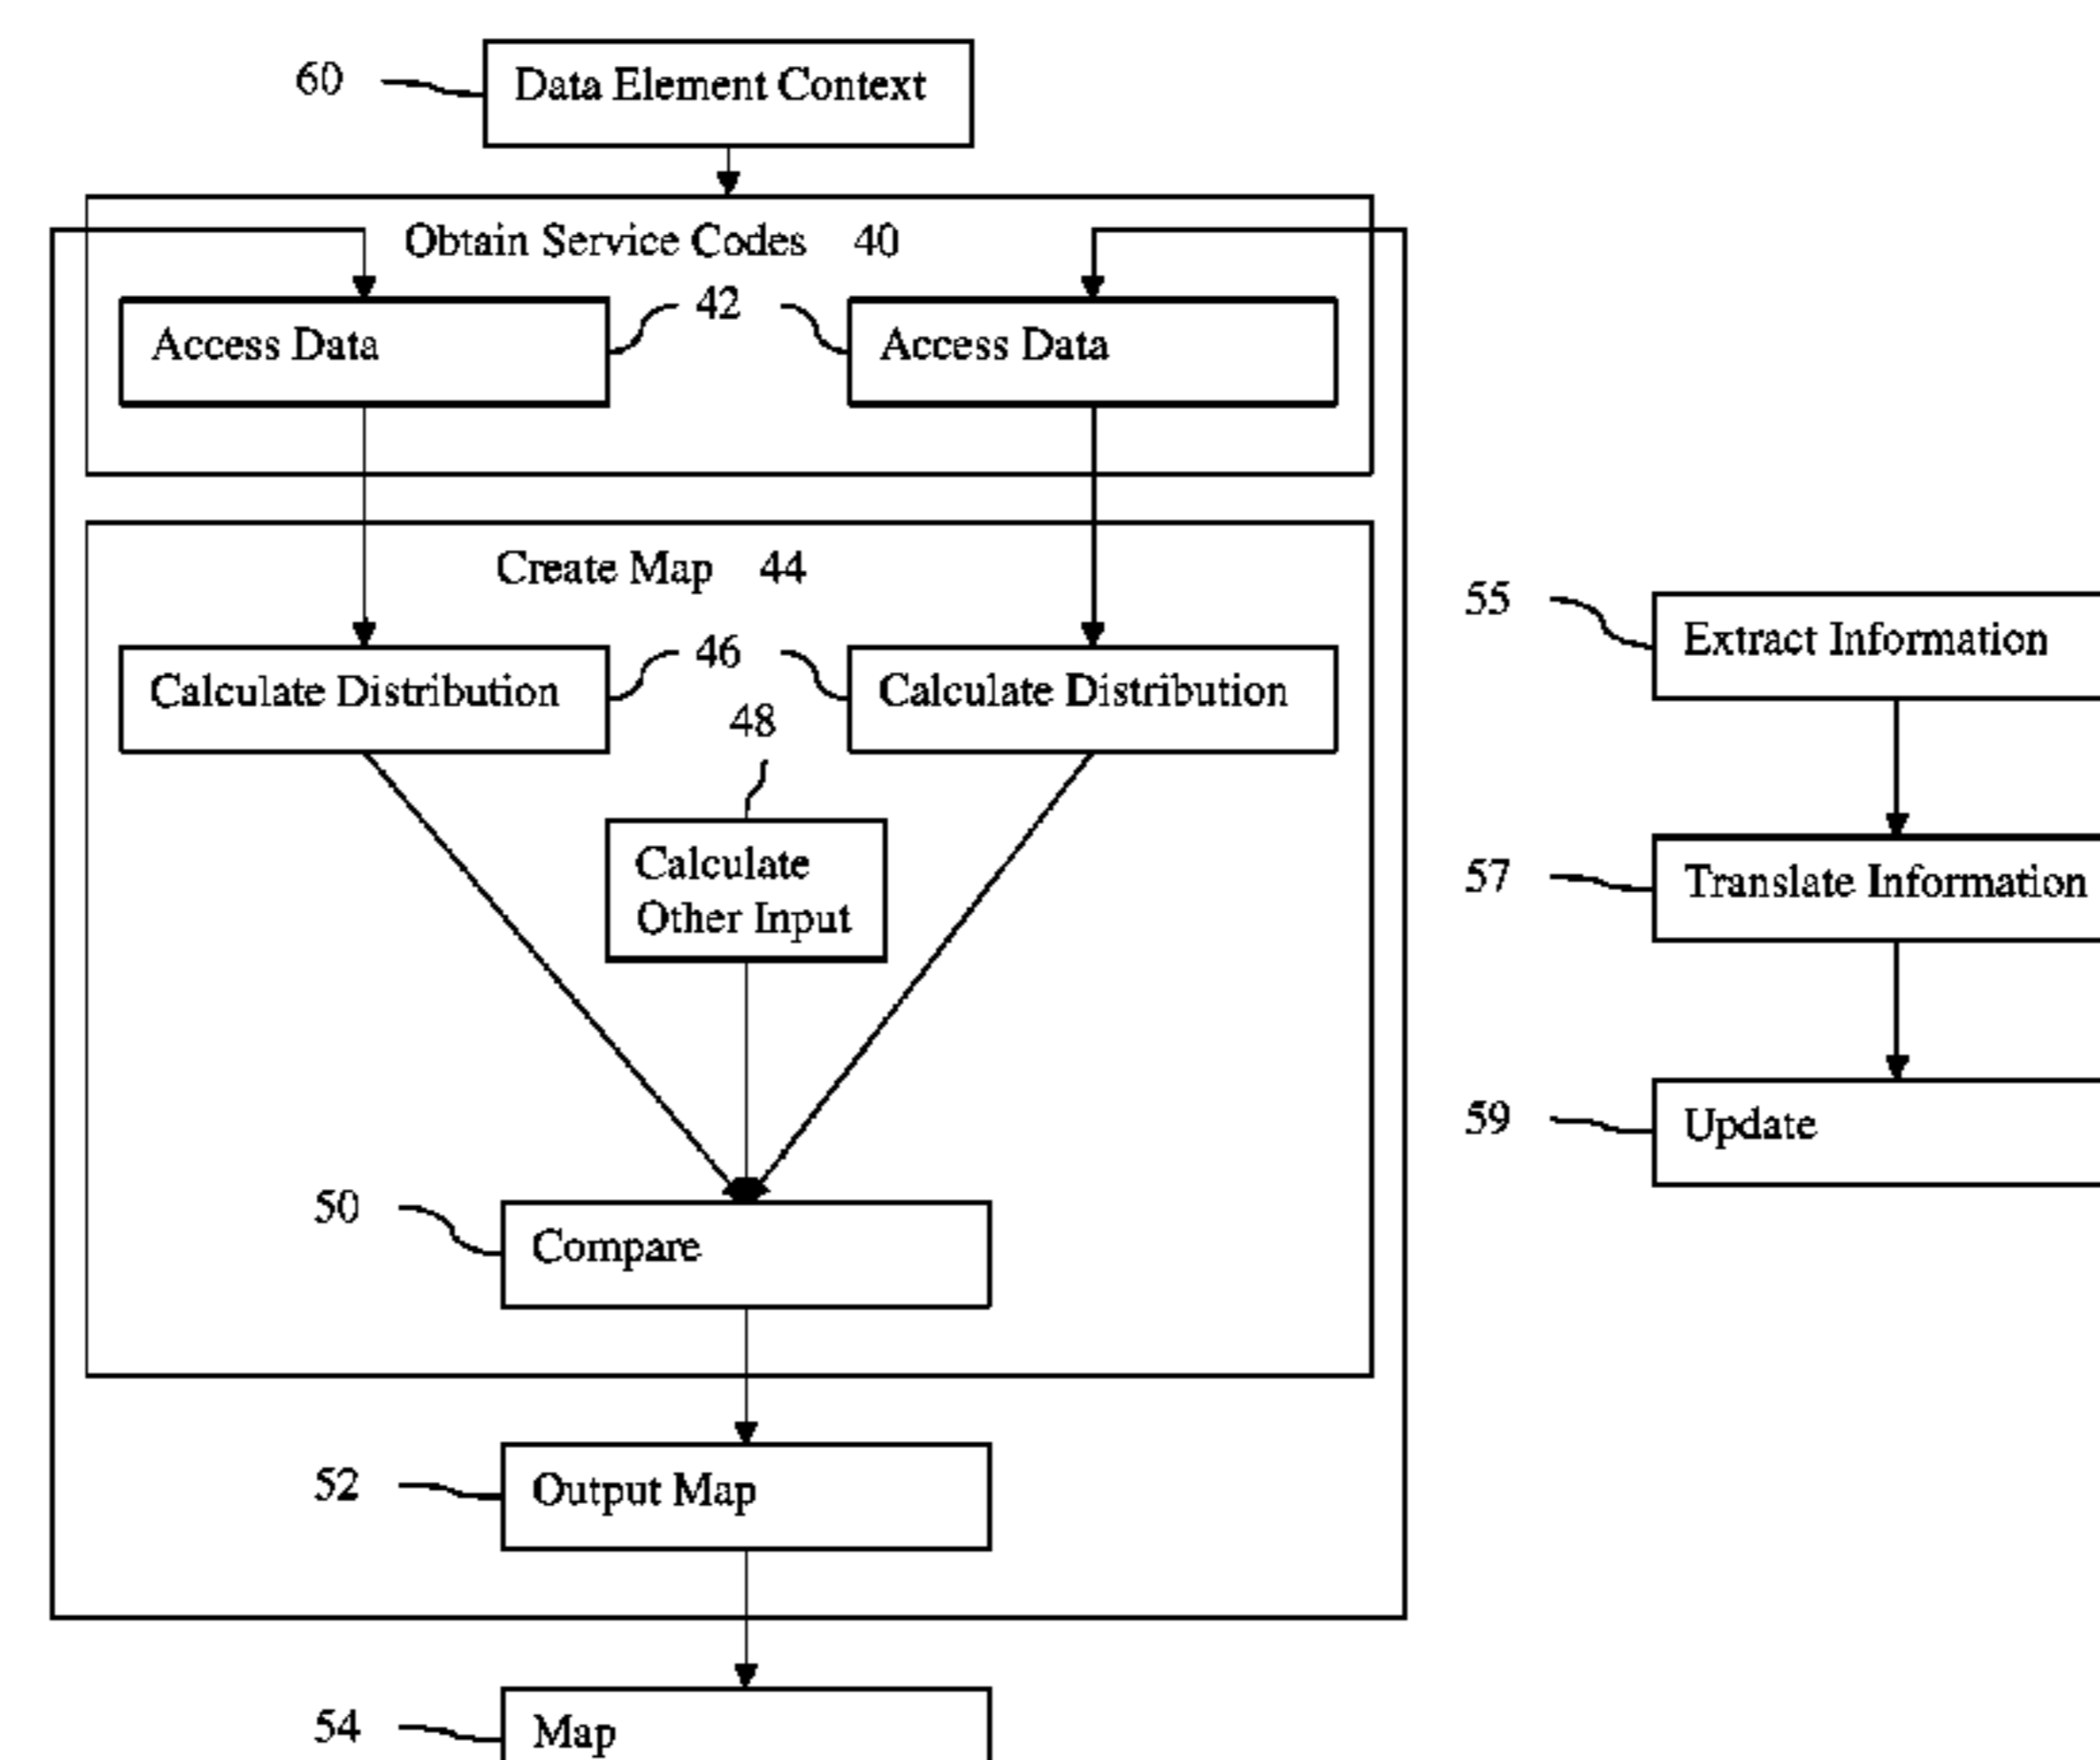 60 Data Element Context
Obtain Service Codes 40
Access Data 42 Access Data
Create Map 44
Calculate Distribution 46 Calculate Distribution
48
Calculate
Other Input
50 Compare
52 Output Map
54 Map
55 Extract Information
57 Translate Information
59 Update